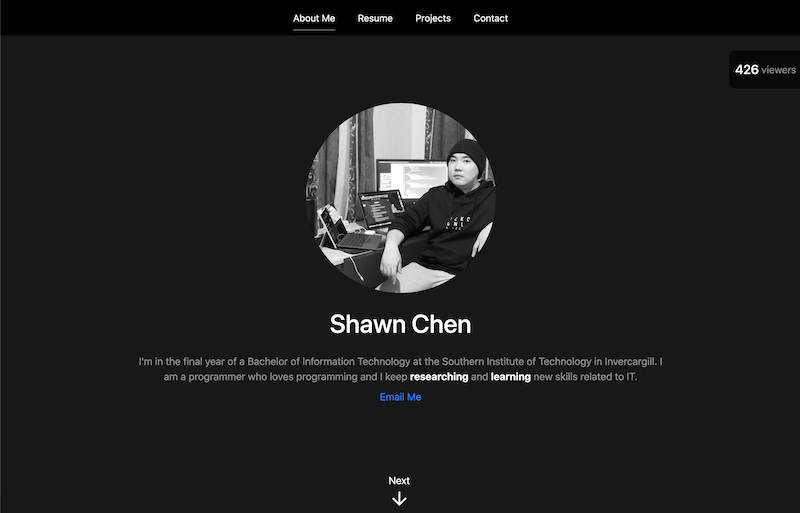 About Me Resume Projects Contact
426 viewers
Shawn Chen
I'm in the final year of a Bachelor of Information Technology at the Southern Institute of Technology in Invercargill. I
am a programmer who loves programming and I keep researching and learning new skills related to IT.
Email Me
Next